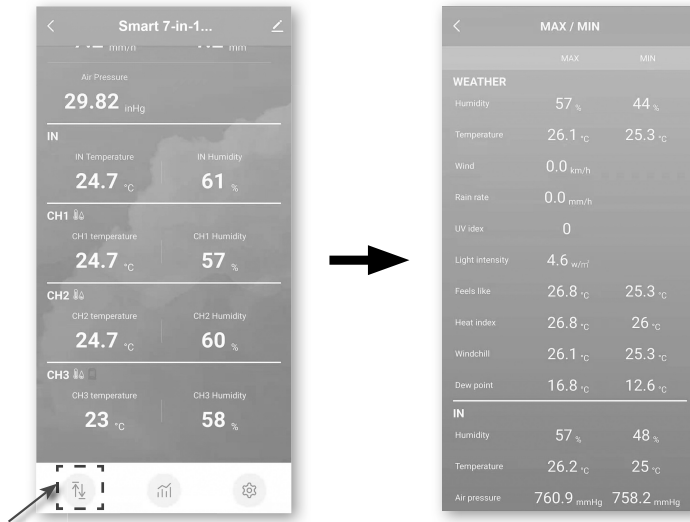 Smart 7-in-1...
mm/h mm
Air Pressure
29.82 inHg
IN
IN Temperature IN Humidity
24.7 °C 61 %
CH1
CH1 temperature CH1 Humidity
24.7 °C 57 %
CH2
CH2 temperature CH2 Humidity
24.7 °C 60 %
CH3
CH3 temperature CH3 Humidity
23 °C 58 %
MAX / MIN
MAX MIN
WEATHER
Humidity 57 % 44 %
Temperature 26.1 °C 25.3 °C
Wind 0.0 km/h
Rain rate 0.0 mm/h
UV idex 0
Light intensity 4.6 w/㎡
Feels like 26.8 °C 25.3 °C
Heat index 26.8 °C 26 °C
Windchill 26.1 °C 25.3 °C
Dew point 16.8 °C 12.6 °C
IN
Humidity 57 % 48 %
Temperature 26.2 °C 25 °C
Air pressure 760.9 mmHg 758.2 mmHg